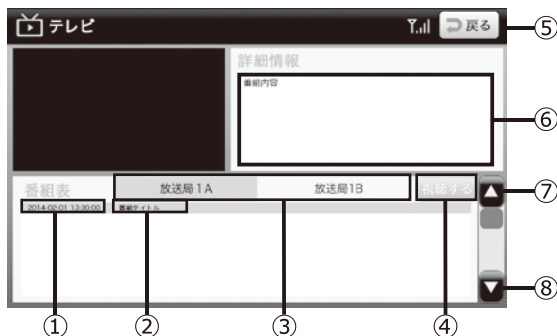 テレビ
戻る
⑤
詳細情報
番組内容
⑥
番組表
放送局1A
放送局1B
視聴する
⑦
2014-02-01 13:30:00
番組タイトル
①
②
③
④
⑧